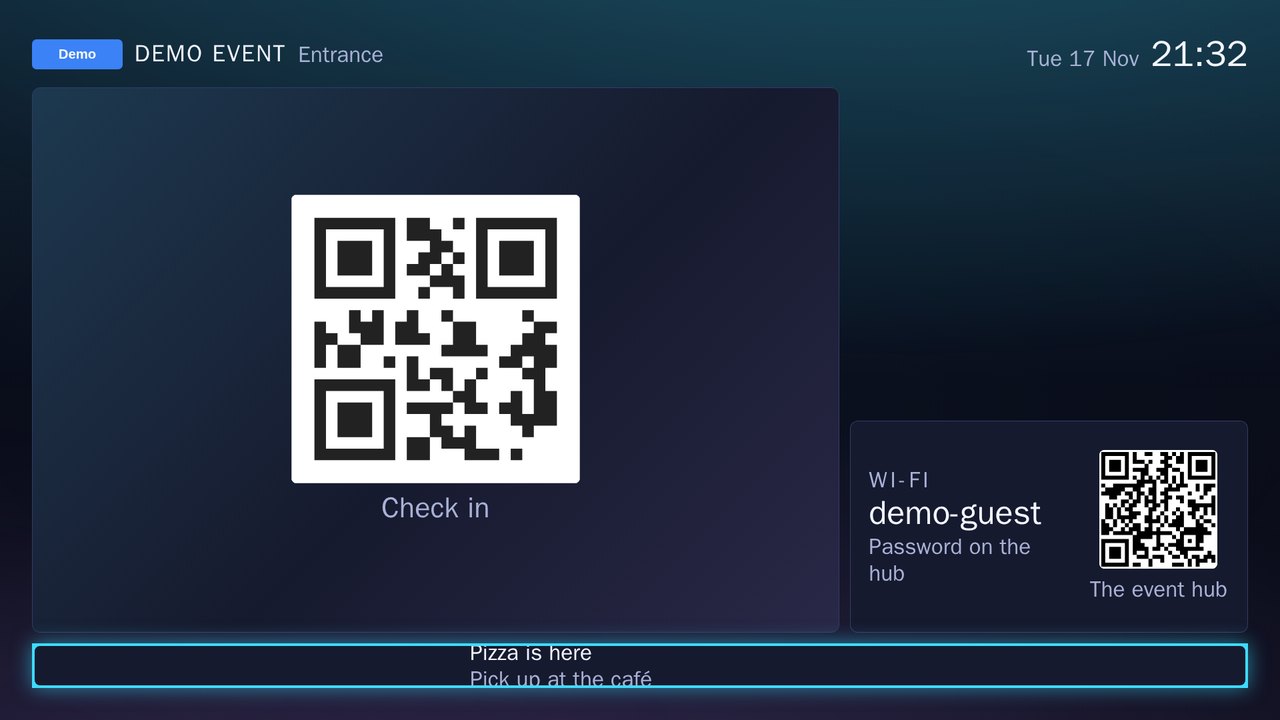 Demo
DEMO EVENT Entrance
Tue 17 Nov 21:32
Check in
WI-FI
demo-guest
Password on the
hub
The event hub
Pizza is here
Pick up at the café